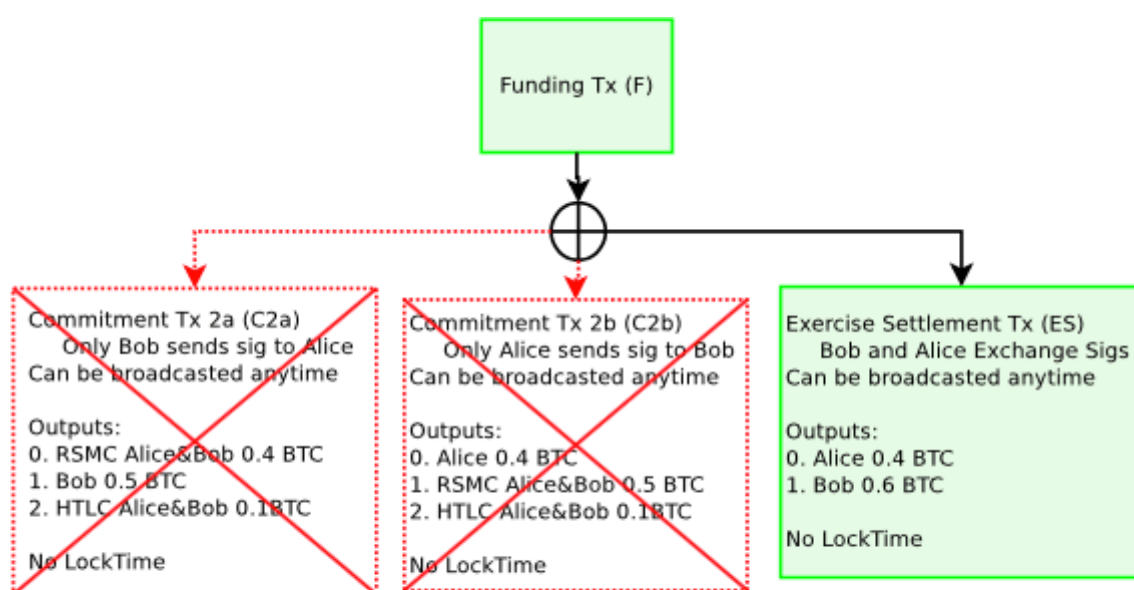 Funding Tx (F)
Commitment Tx 2a (C2a)
Only Bob sends sig to Alice
Can be broadcasted anytime
Outputs:
0. RSMC Alice&Bob 0.4 BTC
1. Bob 0.5 BTC
2. HTLC Alice&Bob 0.1BTC
No LockTime
Commitment Tx 2b (C2b)
Only Alice sends sig to Bob
Can be broadcasted anytime
Outputs:
0. Alice 0.4 BTC
1. RSMC Alice&Bob 0.5 BTC
2. HTLC Alice&Bob 0.1BTC
No LockTime
Exercise Settlement Tx (ES)
Bob and Alice Exchange Sigs
Can be broadcasted anytime
Outputs:
0. Alice 0.4 BTC
1. Bob 0.6 BTC
No LockTime